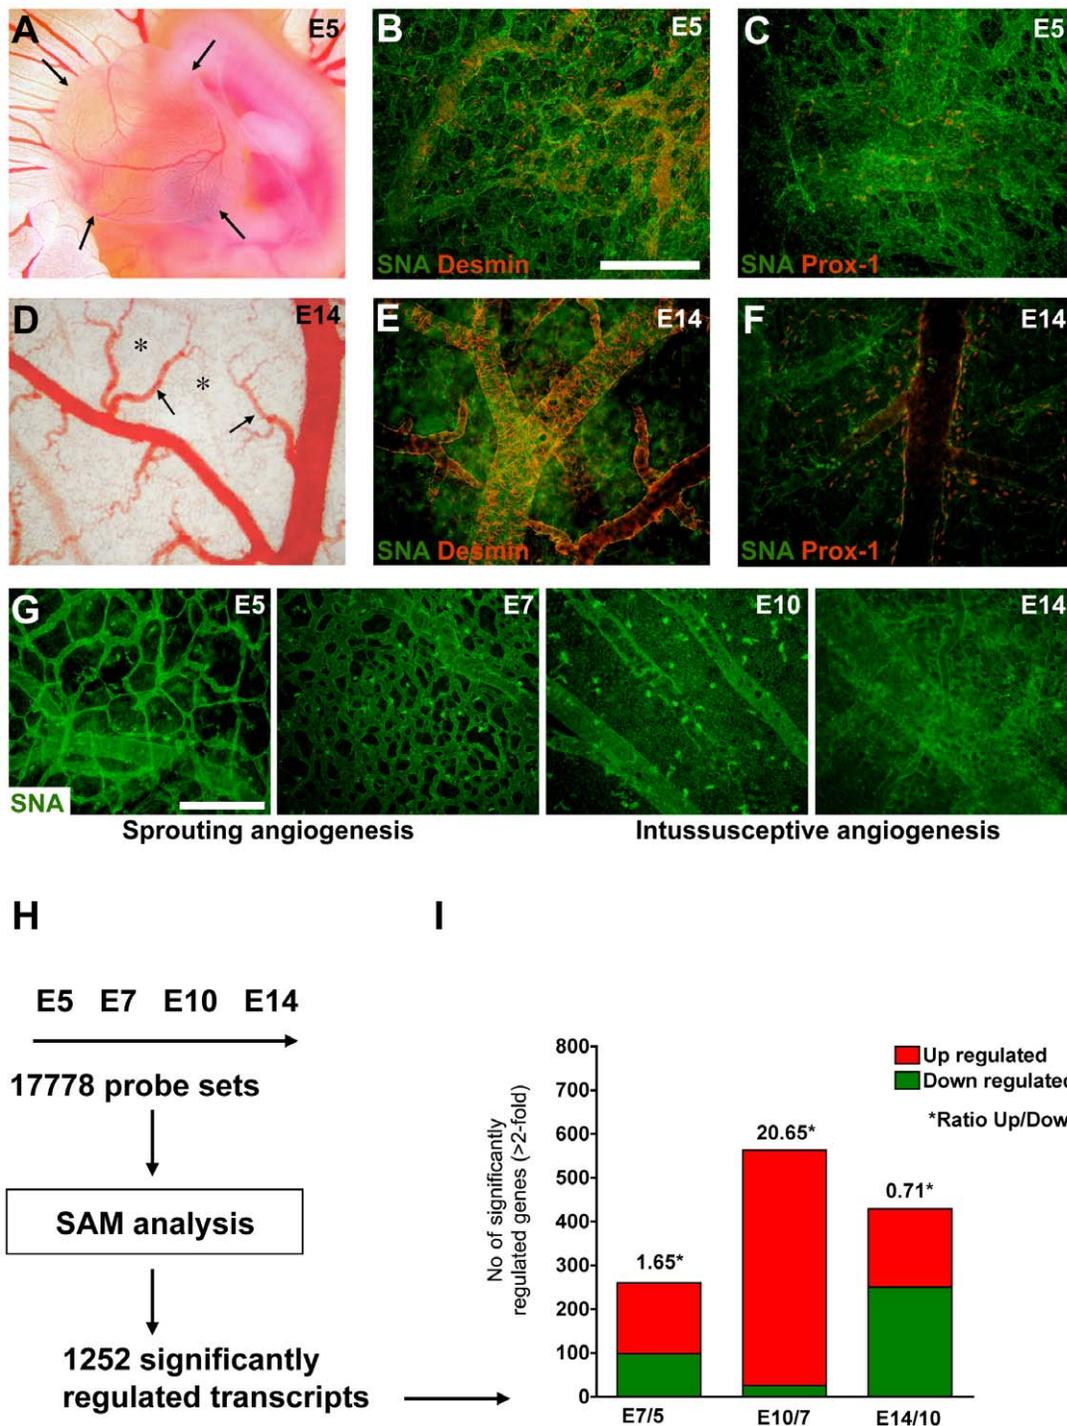 A
E5
B
E5
SNA Desmin
C
E5
SNA Prox-1
D
E14
*
*
E
E14
SNA Desmin
F
E14
SNA Prox-1
G
E5
SNA
E7
E10
E14
Sprouting angiogenesis
Intussusceptive angiogenesis
H
E5 E7 E10 E14
17778 probe sets
SAM analysis
1252 significantly
regulated transcripts
I
No of significantly
regulated genes (>2-fold)
800
700
600
500
400
300
200
100
0
1.65*
20.65*
0.71*
E7/5
E10/7
E14/10
Up regulated
Down regulated
*Ratio Up/Dow